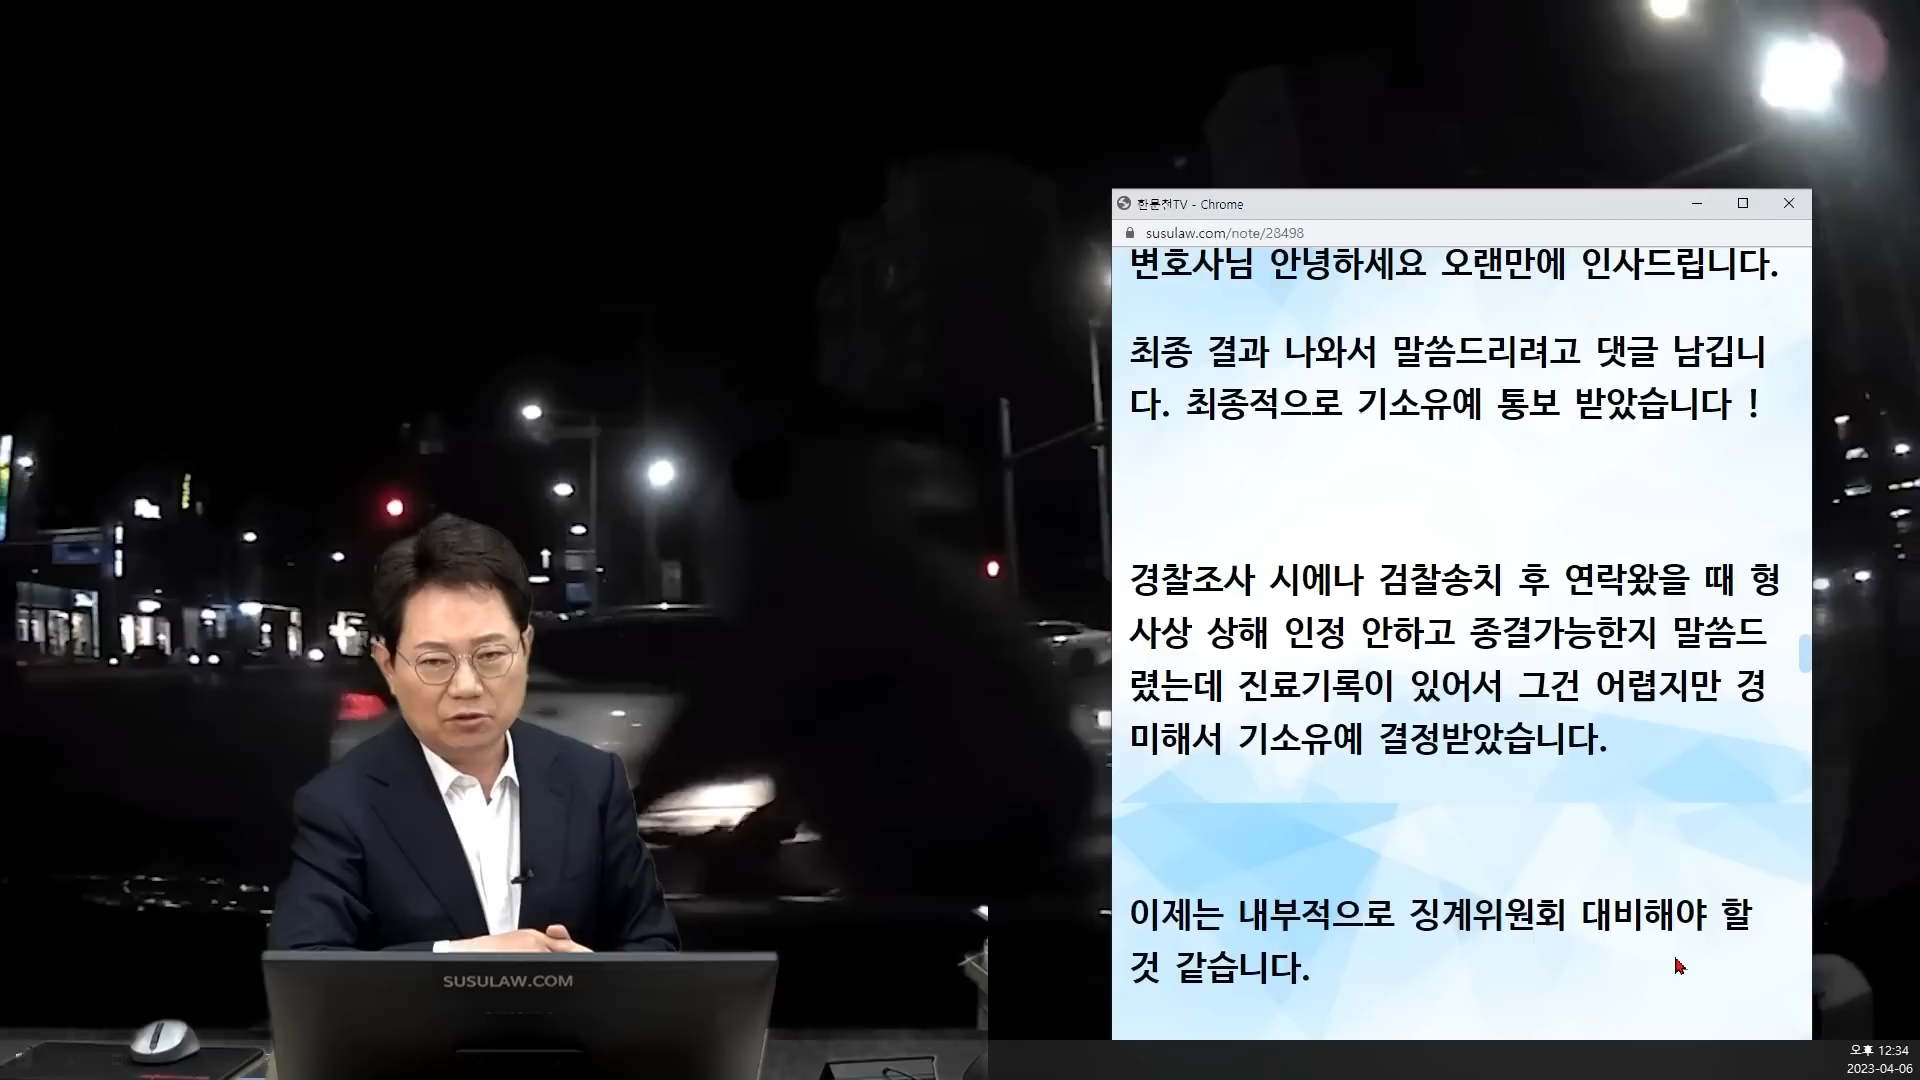 한문철TV - Chrome
susulaw.com/note/28498
변호사님 안녕하세요 오랜만에 인사드립니다.
최종 결과 나와서 말씀드리려고 댓글 남깁니
다. 최종적으로 기소유예 통보 받았습니다 !
경찰조사 시에나 검찰송치 후 연락왔을 때 형
사상 상해 인정 안하고 종결가능한지 말씀드
렸는데 진료기록이 있어서 그건 어렵지만 경
미해서 기소유예 결정받았습니다.
이제는 내부적으로 징계위원회 대비해야 할
것 같습니다.
SUSULAW.COM
오후 12:34
2023-04-06